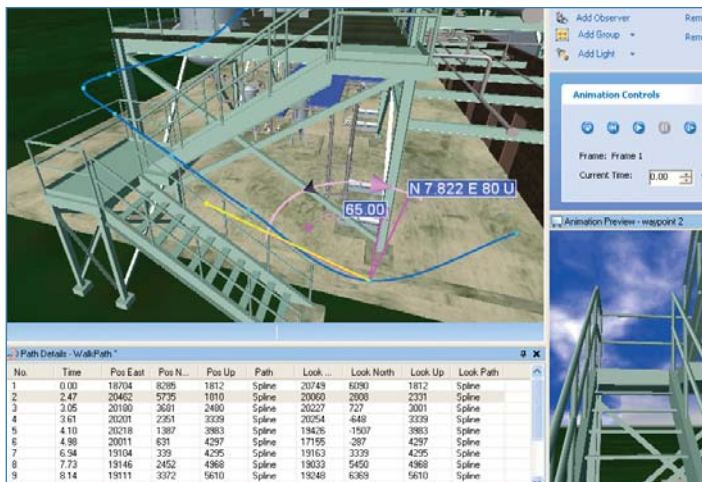 Add Observer
Rem
Add Group
Rem
Add Light
Animation Controls
Frame: Frame 1
Current Time: 0.00
N 7.822 E 80 U
65.00
Animation Preview - waypoint 2
Path Details - WalkPath *
No. Time Pos East Pos N... Pos Up Path Look ... Look North Look Up Look Path
1 0.00 18704 8285 1812 Spline 20749 6090 1812 Spline
2 2.47 20462 5735 1810 Spline 20060 2808 2331 Spline
3 3.05 20180 3681 2480 Spline 20227 727 3001 Spline
4 3.61 20201 2351 3339 Spline 20254 -648 3339 Spline
5 4.10 20218 1387 3983 Spline 19426 -1507 3983 Spline
6 4.98 20011 631 4297 Spline 17155 -287 4297 Spline
7 6.94 19104 339 4295 Spline 19163 3339 4295 Spline
8 7.73 19146 2452 4968 Spline 19033 5450 4968 Spline
9 8.14 19111 3372 5610 Spline 19248 6369 5610 Spline